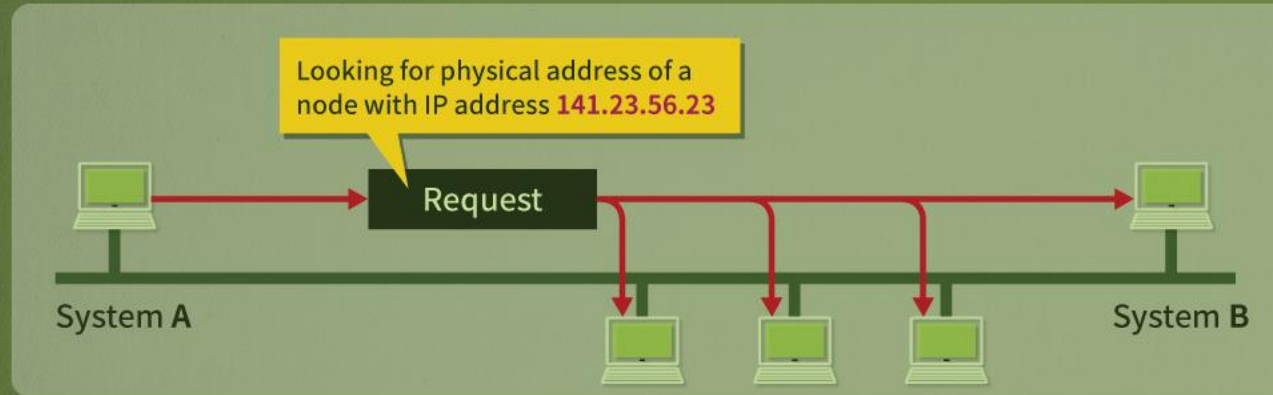 Looking for physical address of a
node with IP address 141.23.56.23
Request
System A
System B